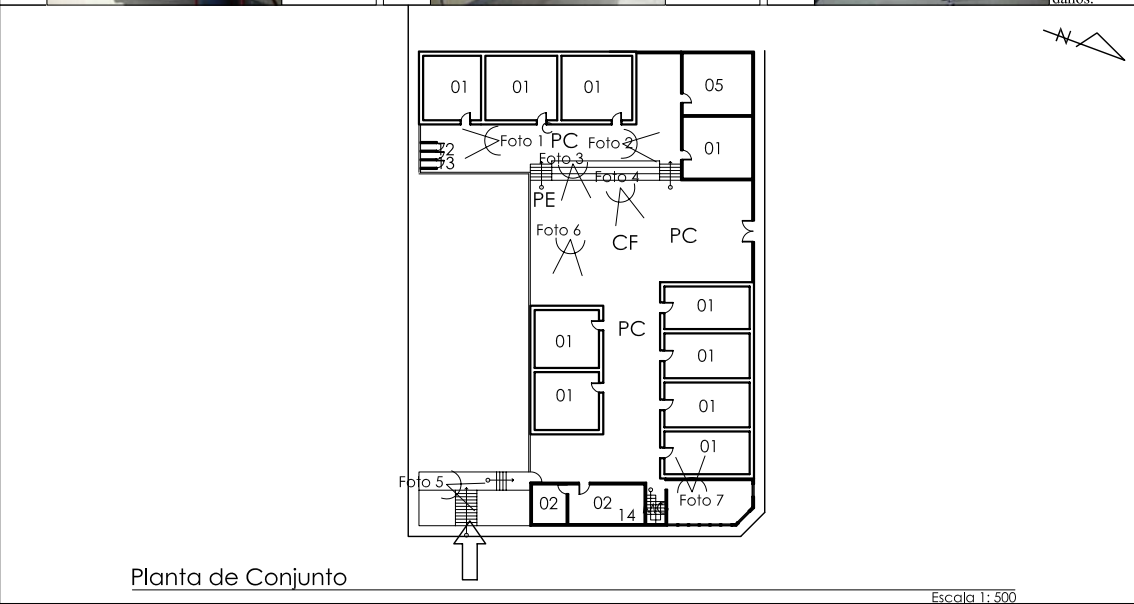 daños.
N
01 01 01 05
Foto 1 PC Foto 2
01
72
73
Foto 3
Foto 4
PE
Foto 6
CF PC
01
PC
01
01
01
01
01
01
Foto 5
02 02 14
Foto 7
Planta de Conjunto
Escala 1: 500